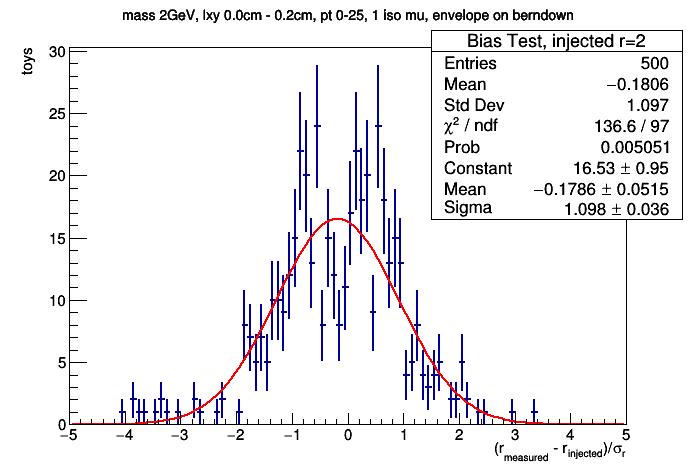 mass 2GeV, lxy 0.0cm - 0.2cm, pt 0-25, 1 iso mu, envelope on berndown
Bias Test, injected r=2
Entries 500
Mean −0.1806
Std Dev 1.097
χ² / ndf 136.6 / 97
Prob 0.005051
Constant 16.53 ± 0.95
Mean −0.1786 ± 0.0515
Sigma 1.098 ± 0.036
toys
30
25
20
15
10
5
0
−5 −4 −3 −2 −1 0 1 2 3 4 5
(r_measured - r_injected)/σ_r